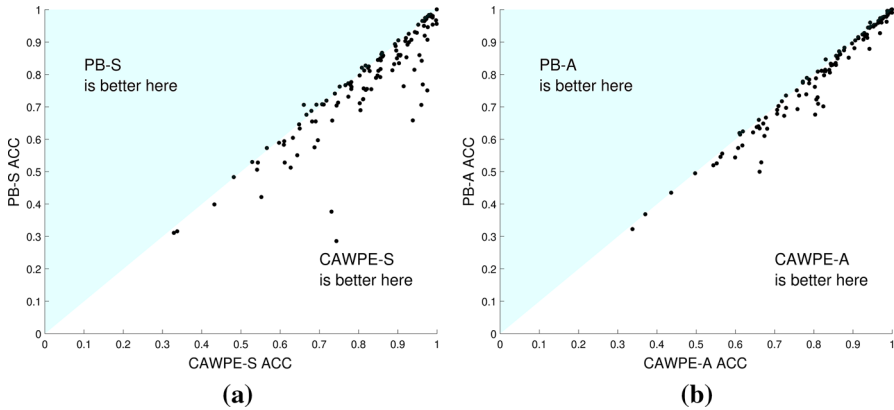 1
0.9
0.8
0.7
0.6
0.5
0.4
0.3
0.2
0.1
0
PB-S ACC
PB-S
is better here
CAWPE-S
is better here
0 0.1 0.2 0.3 0.4 0.5 0.6 0.7 0.8 0.9 1
CAWPE-S ACC
(a)
1
0.9
0.8
0.7
0.6
0.5
0.4
0.3
0.2
0.1
0
PB-A ACC
PB-A
is better here
CAWPE-A
is better here
0 0.1 0.2 0.3 0.4 0.5 0.6 0.7 0.8 0.9 1
CAWPE-A ACC
(b)